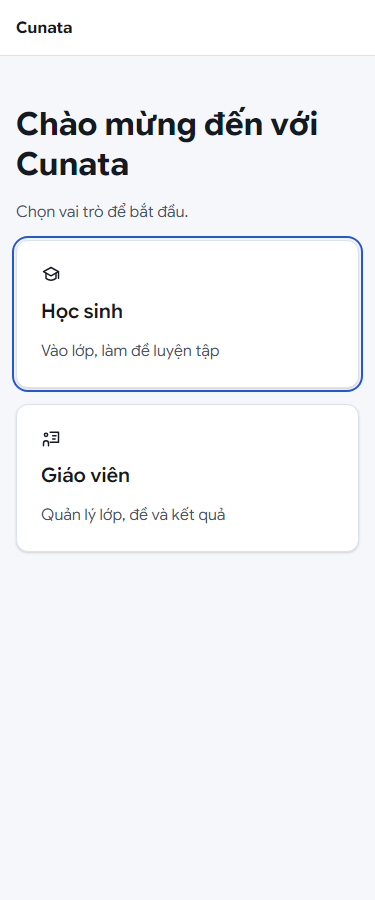 Cunata
Chào mừng đến với
Cunata
Chọn vai trò để bắt đầu.
Học sinh
Vào lớp, làm đề luyện tập
Giáo viên
Quản lý lớp, đề và kết quả